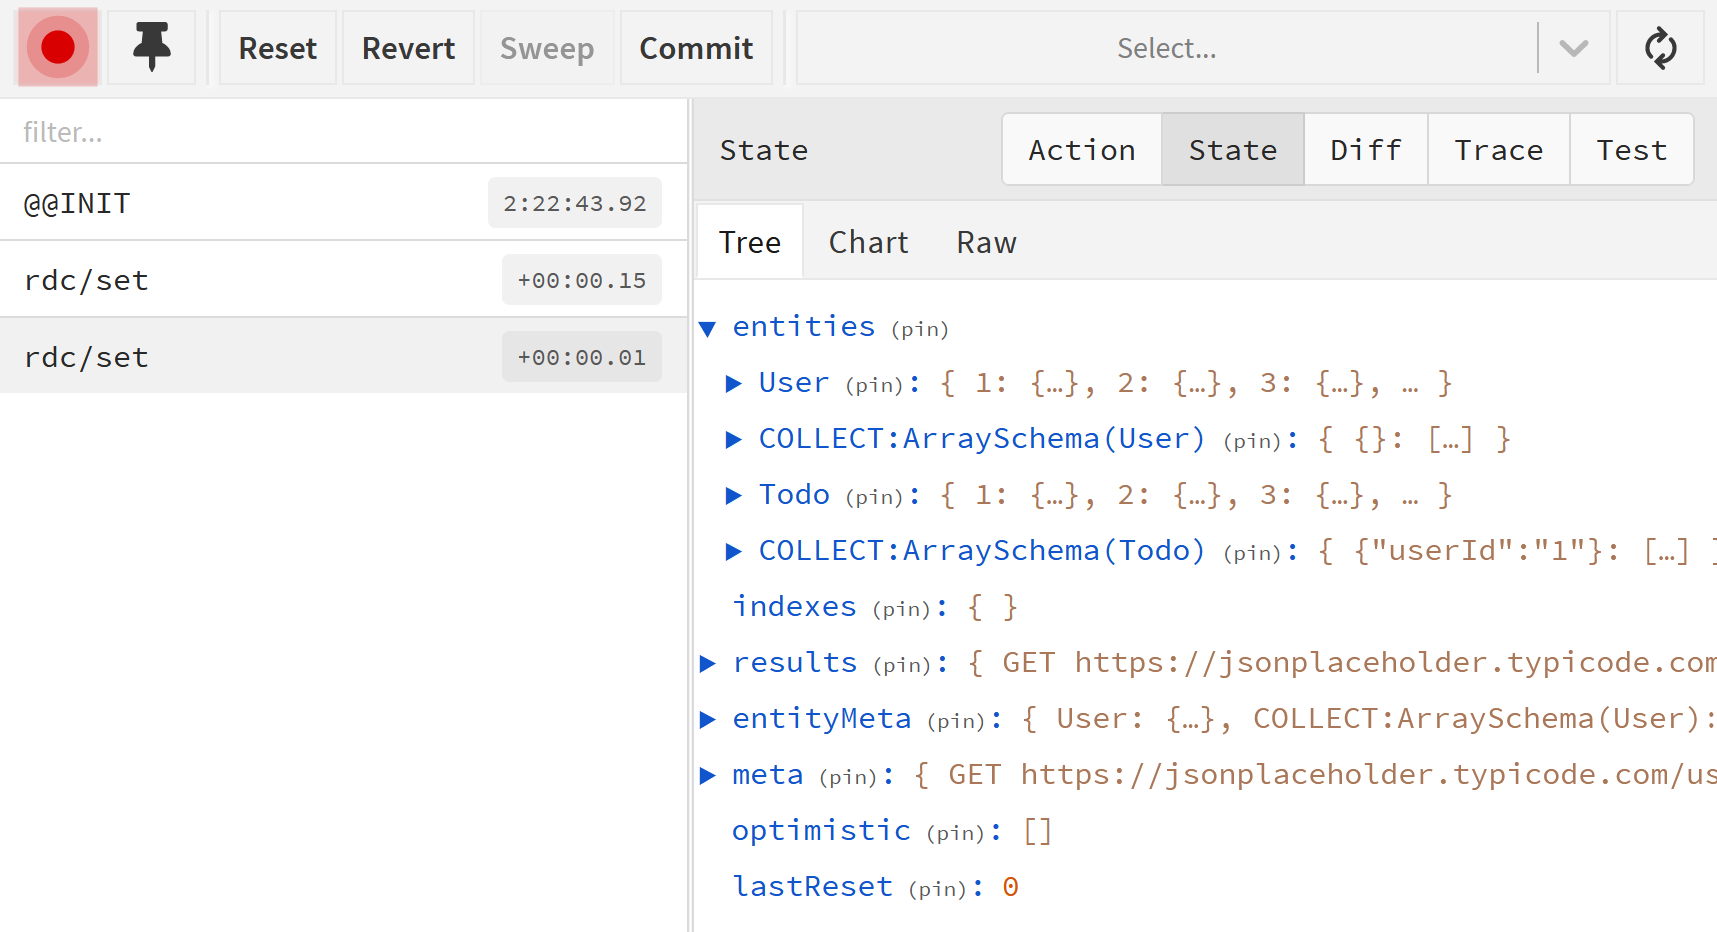 Reset Revert Sweep Commit Select...
filter...
State Action State Diff Trace Test
@@INIT 2:22:43.92
rdc/set +00:00.15
rdc/set +00:00.01
Tree Chart Raw
entities (pin)
User (pin): { 1: {…}, 2: {…}, 3: {…}, … }
COLLECT:ArraySchema(User) (pin): { {}: […] }
Todo (pin): { 1: {…}, 2: {…}, 3: {…}, … }
COLLECT:ArraySchema(Todo) (pin): { {"userId":"1"}: […] }
indexes (pin): { }
results (pin): { GET https://jsonplaceholder.typicode.com
entityMeta (pin): { User: {…}, COLLECT:ArraySchema(User):
meta (pin): { GET https://jsonplaceholder.typicode.com/us
optimistic (pin): []
lastReset (pin): 0